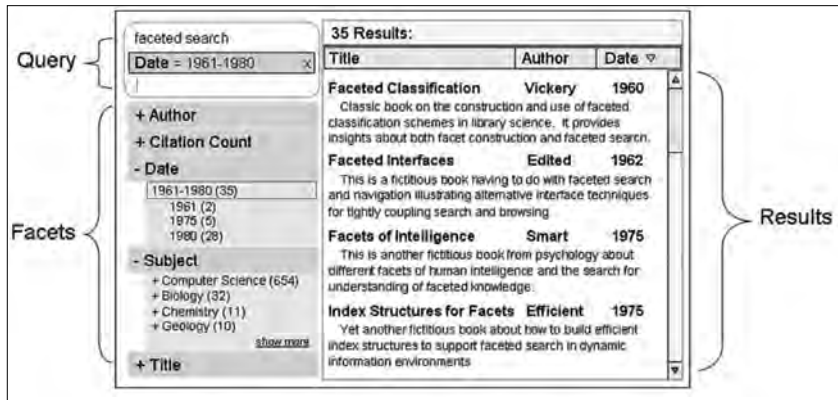 Query
Facets
Results
faceted search
Date = 1961-1980 x
+ Author
+ Citation Count
- Date
1961-1980 (35)
1961 (2)
1975 (5)
1980 (28)
- Subject
+ Computer Science (654)
+ Biology (32)
+ Chemistry (11)
+ Geology (10)
show more
+ Title
35 Results:
Title Author Date
Faceted Classification Vickery 1960
Classic book on the construction and use of faceted
classification schemes in library science. It provides
insights about both facet construction and faceted search.
Faceted Interfaces Edited 1962
This is a fictitious book having to do with faceted search
and navigation illustrating alternative interface techniques
for tightly coupling search and browsing
Facets of Intelligence Smart 1975
This is another fictitious book from psychology about
different facets of human intelligence and the search for
understanding of faceted knowledge.
Index Structures for Facets Efficient 1975
Yet another fictitious book about how to build efficient
index structures to support faceted search in dynamic
information environments